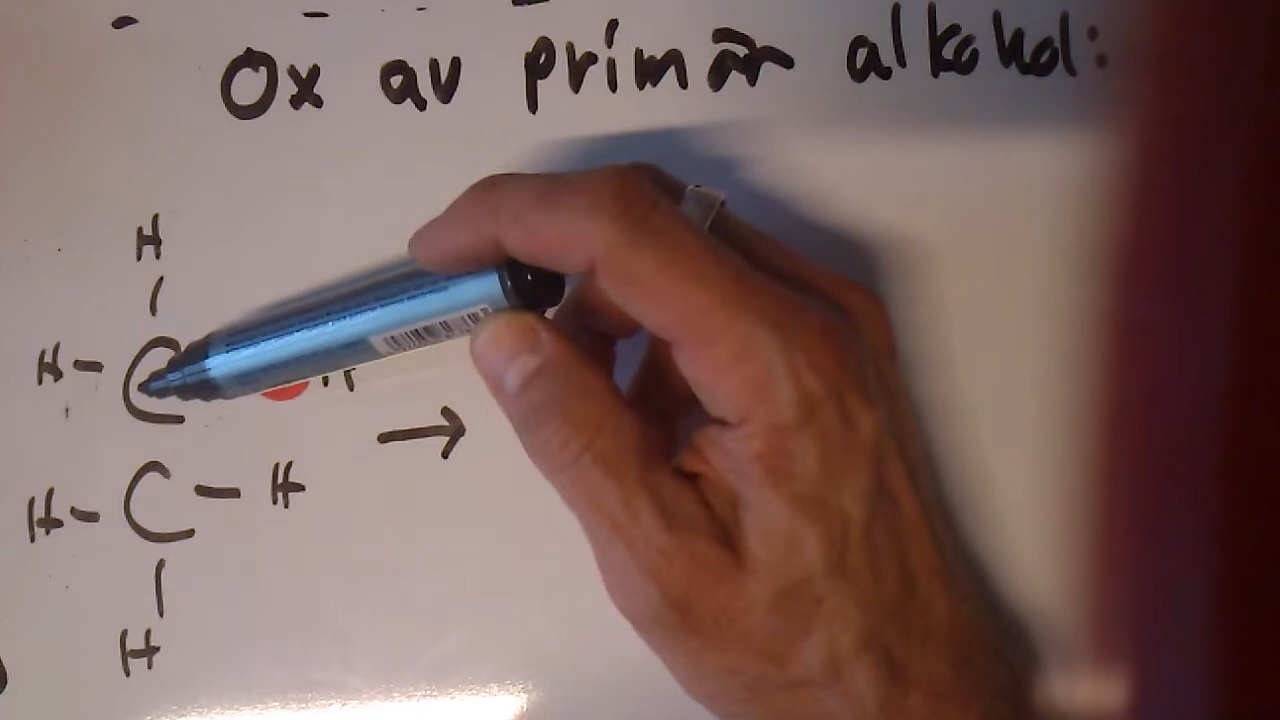 Ox av primär alkohol:
H
H - C H
→
H - C - H
H